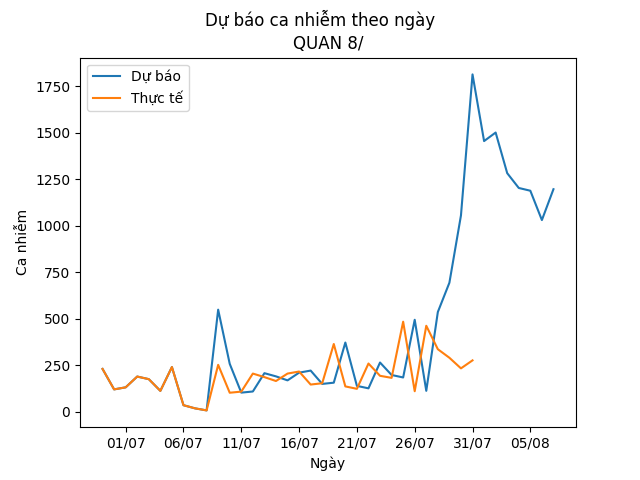 Dự báo ca nhiễm theo ngày
QUAN 8/
Dự báo
Thực tế
Ca nhiễm
1750
1500
1250
1000
750
500
250
0
01/07 06/07 11/07 16/07 21/07 26/07 31/07 05/08
Ngày